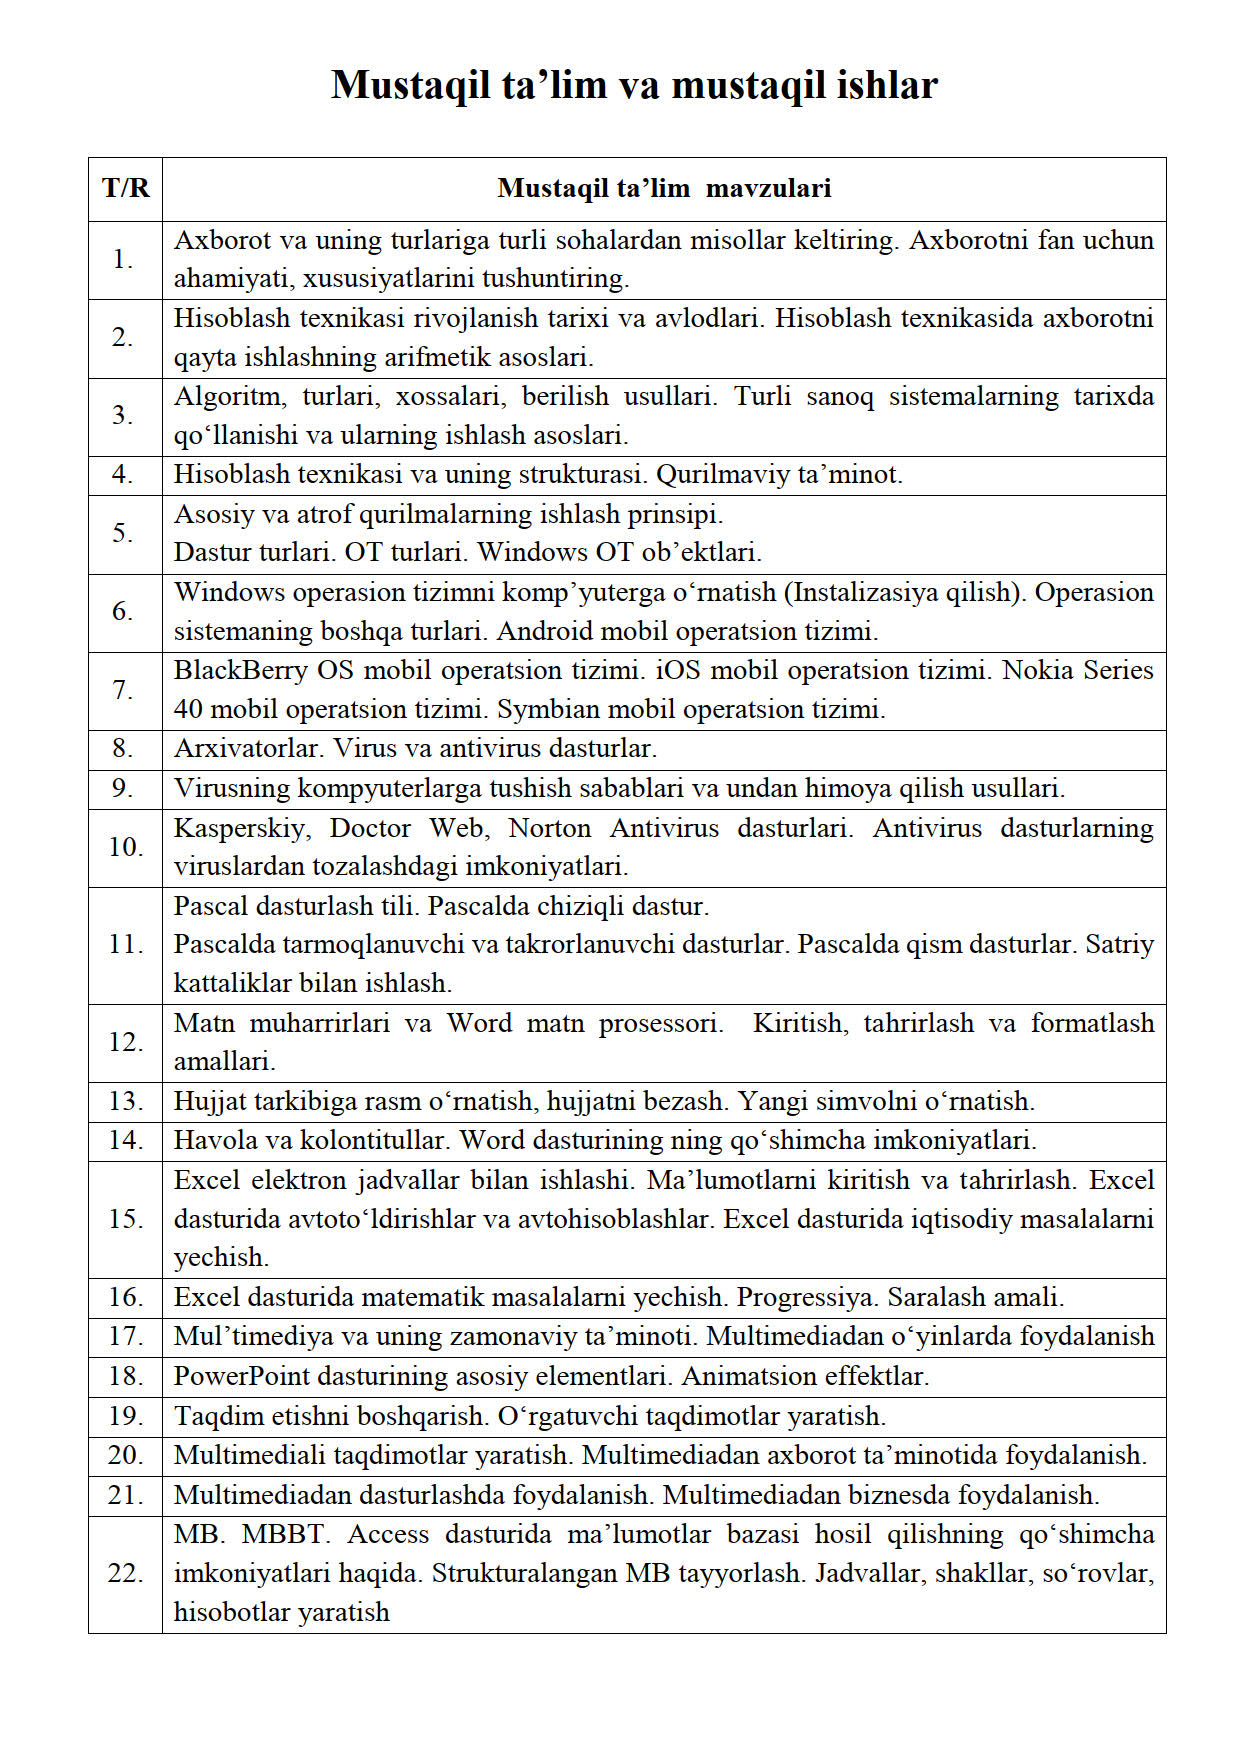 Mustaqil ta’lim va mustaqil ishlar
T/R Mustaqil ta’lim mavzulari
1. Axborot va uning turlariga turli sohalardan misollar keltiring. Axborotni fan uchun
ahamiyati, xususiyatlarini tushuntiring.
2. Hisoblash texnikasi rivojlanish tarixi va avlodlari. Hisoblash texnikasida axborotni
qayta ishlashning arifmetik asoslari.
3. Algoritm, turlari, xossalari, berilish usullari. Turli sanoq sistemalarning tarixda
qo‘llanishi va ularning ishlash asoslari.
4. Hisoblash texnikasi va uning strukturasi. Qurilmaviy ta’minot.
5. Asosiy va atrof qurilmalarning ishlash prinsipi.
Dastur turlari. OT turlari. Windows OT ob’ektlari.
6. Windows operasion tizimni komp’yuterga o‘rnatish (Instalizasiya qilish). Operasion
sistemaning boshqa turlari. Android mobil operatsion tizimi.
7. BlackBerry OS mobil operatsion tizimi. iOS mobil operatsion tizimi. Nokia Series
40 mobil operatsion tizimi. Symbian mobil operatsion tizimi.
8. Arxivatorlar. Virus va antivirus dasturlar.
9. Virusning kompyuterlarga tushish sabablari va undan himoya qilish usullari.
10. Kasperskiy, Doctor Web, Norton Antivirus dasturlari. Antivirus dasturlarning
viruslardan tozalashdagi imkoniyatlari.
11. Pascal dasturlash tili. Pascalda chiziqli dastur.
Pascalda tarmoqlanuvchi va takrorlanuvchi dasturlar. Pascalda qism dasturlar. Satriy
kattaliklar bilan ishlash.
12. Matn muharrirlari va Word matn prosessori. Kiritish, tahrirlash va formatlash
amallari.
13. Hujjat tarkibiga rasm o‘rnatish, hujjatni bezash. Yangi simvolni o‘rnatish.
14. Havola va kolontitullar. Word dasturining ning qo‘shimcha imkoniyatlari.
15. Excel elektron jadvallar bilan ishlashi. Ma’lumotlarni kiritish va tahrirlash. Excel
dasturida avtoto‘ldirishlar va avtohisoblashlar. Excel dasturida iqtisodiy masalalarni
yechish.
16. Excel dasturida matematik masalalarni yechish. Progressiya. Saralash amali.
17. Mul’timediya va uning zamonaviy ta’minoti. Multimediadan o‘yinlarda foydalanish
18. PowerPoint dasturining asosiy elementlari. Animatsion effektlar.
19. Taqdim etishni boshqarish. O‘rgatuvchi taqdimotlar yaratish.
20. Multimediali taqdimotlar yaratish. Multimediadan axborot ta’minotida foydalanish.
21. Multimediadan dasturlashda foydalanish. Multimediadan biznesda foydalanish.
22. MB. MBBT. Access dasturida ma’lumotlar bazasi hosil qilishning qo‘shimcha
imkoniyatlari haqida. Strukturalangan MB tayyorlash. Jadvallar, shakllar, so‘rovlar,
hisobotlar yaratish